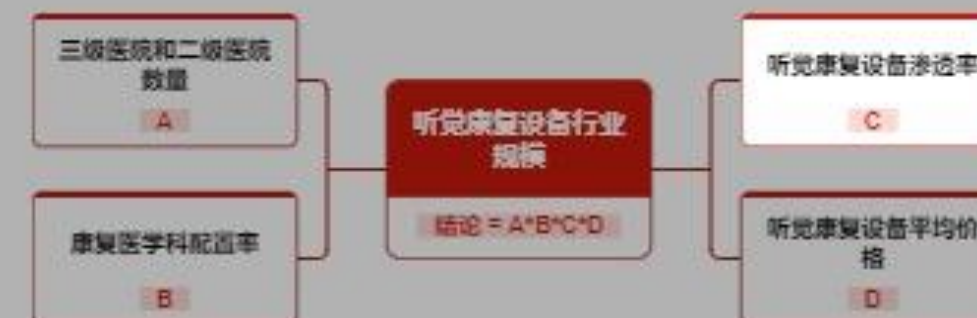 三级医院和二级医院
数量
A
康复医学科配置率
B
听觉康复设备行业
规模
结论 = A*B*C*D
听觉康复设备渗透率
C
听觉康复设备平均价
格
D